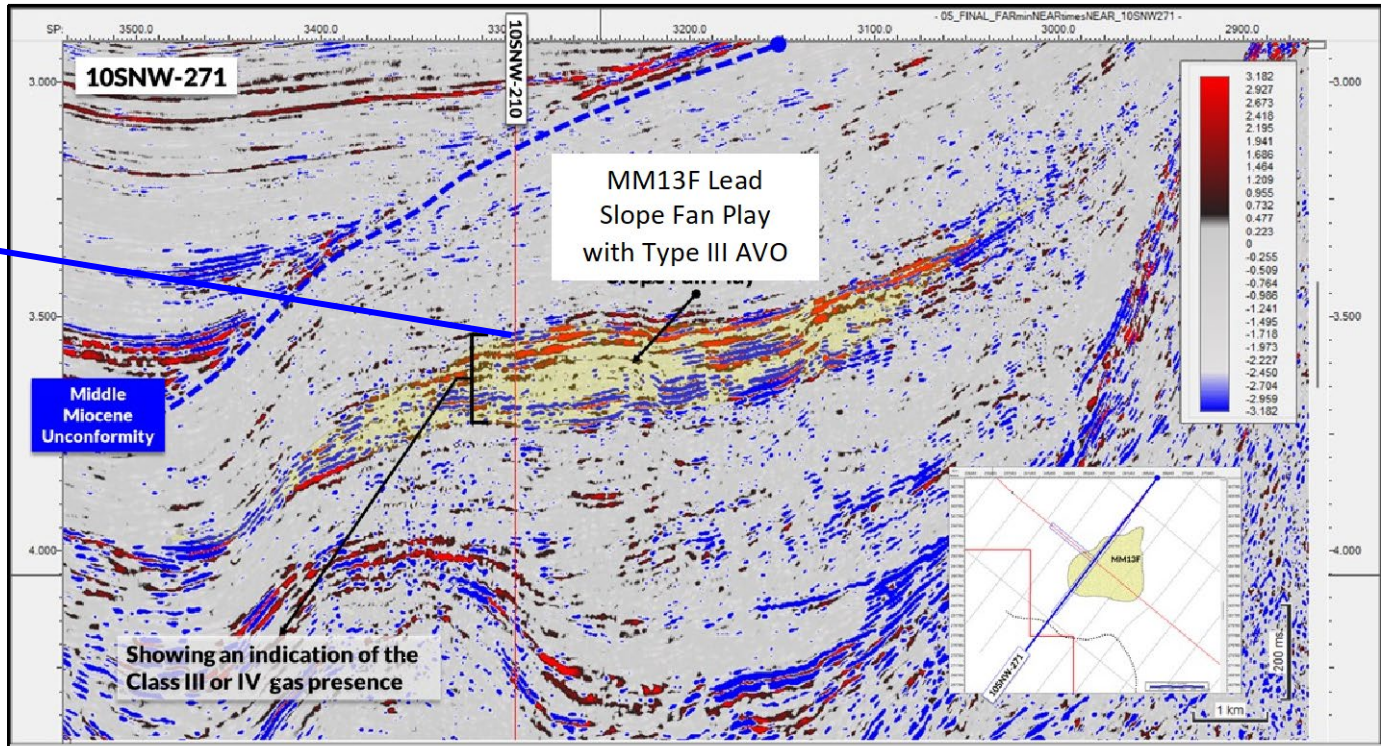 - 05_FINAL_FARminNEARtimesNEAR_10SNW271 -
SP: 3500.0 3400 3200.0 3100.0 3000.0 2900.0
10SNW-271
10SNW-210
3.000
3.500
4.000
-3.000
-3.500
-4.000
3.182
2.927
2.673
2.418
2.195
1.941
1.686
1.464
1.209
0.955
0.732
0.477
0.223
0
-0.255
-0.509
-0.764
-0.986
-1.241
-1.495
-1.718
-1.973
-2.227
-2.450
-2.704
-2.959
-3.182
MM13F Lead
Slope Fan Play
with Type III AVO
Middle
Miocene
Unconformity
Showing an indication of the
Class III or IV gas presence
MM13F
10SNW-271
200 ms
1 km